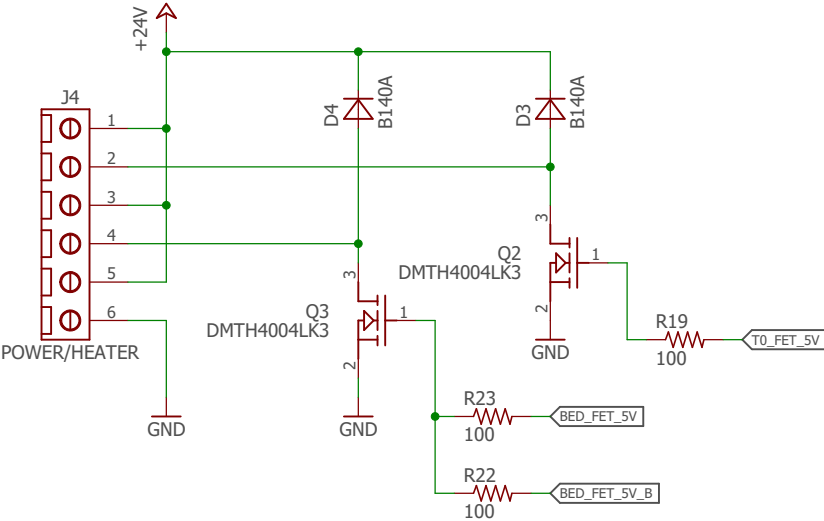 +24V
J4
D4
B140A
D3
B140A
1
2
3
4
5
6
3
Q2
DMTH4004LK3
1
2
3
Q3
DMTH4004LK3
1
2
R19
100
T0_FET_5V
POWER/HEATER
GND
GND
GND
R23
100
BED_FET_5V
R22
100
BED_FET_5V_B